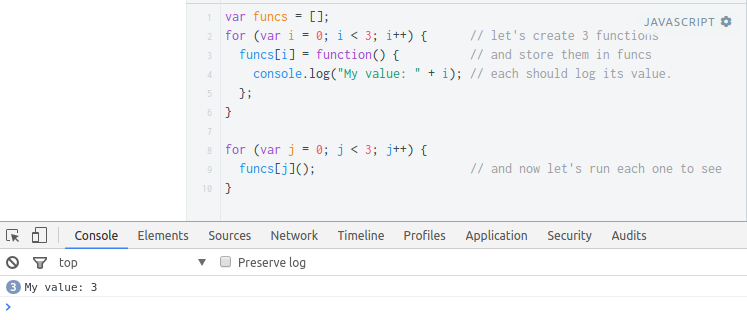 1 var funcs = [];
JAVASCRIPT
2 for (var i = 0; i < 3; i++) {      // let's create 3 functions
3   funcs[i] = function() {          // and store them in funcs
4     console.log("My value: " + i); // each should log its value.
5   };
6 }
7
8 for (var j = 0; j < 3; j++) {
9   funcs[j]();                      // and now let's run each one to see
10 }
Console Elements Sources Network Timeline Profiles Application Security Audits
top Preserve log
3 My value: 3